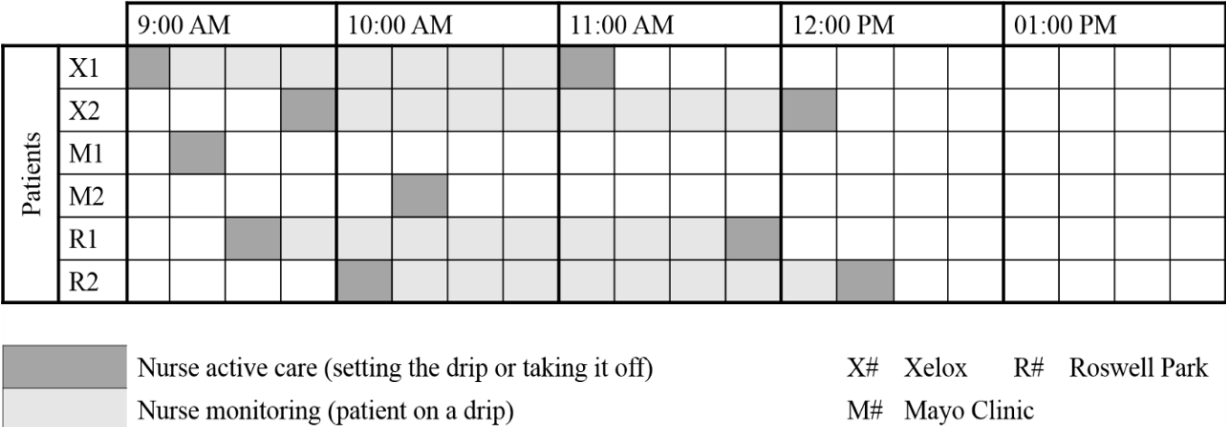 9:00 AM 10:00 AM 11:00 AM 12:00 PM 01:00 PM
Patients
X1
X2
M1
M2
R1
R2
Nurse active care (setting the drip or taking it off) X# Xelox R# Roswell Park
Nurse monitoring (patient on a drip) M# Mayo Clinic